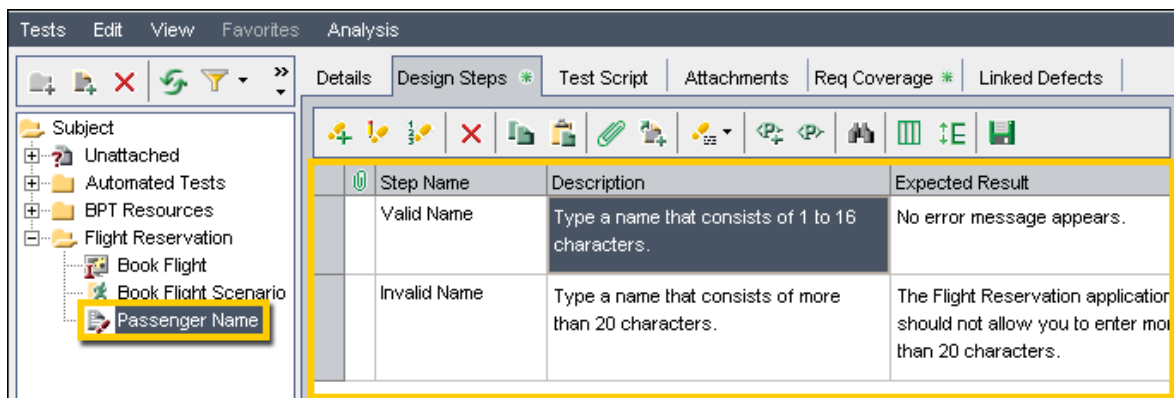 Tests Edit View Favorites Analysis
Details Design Steps Test Script Attachments Req Coverage Linked Defects
Subject
Unattached
Automated Tests
BPT Resources
Flight Reservation
Book Flight
Book Flight Scenario
Passenger Name
Step Name Description Expected Result
Valid Name Type a name that consists of 1 to 16 No error message appears.
characters.
Invalid Name Type a name that consists of more The Flight Reservation application
than 20 characters. should not allow you to enter
than 20 characters.